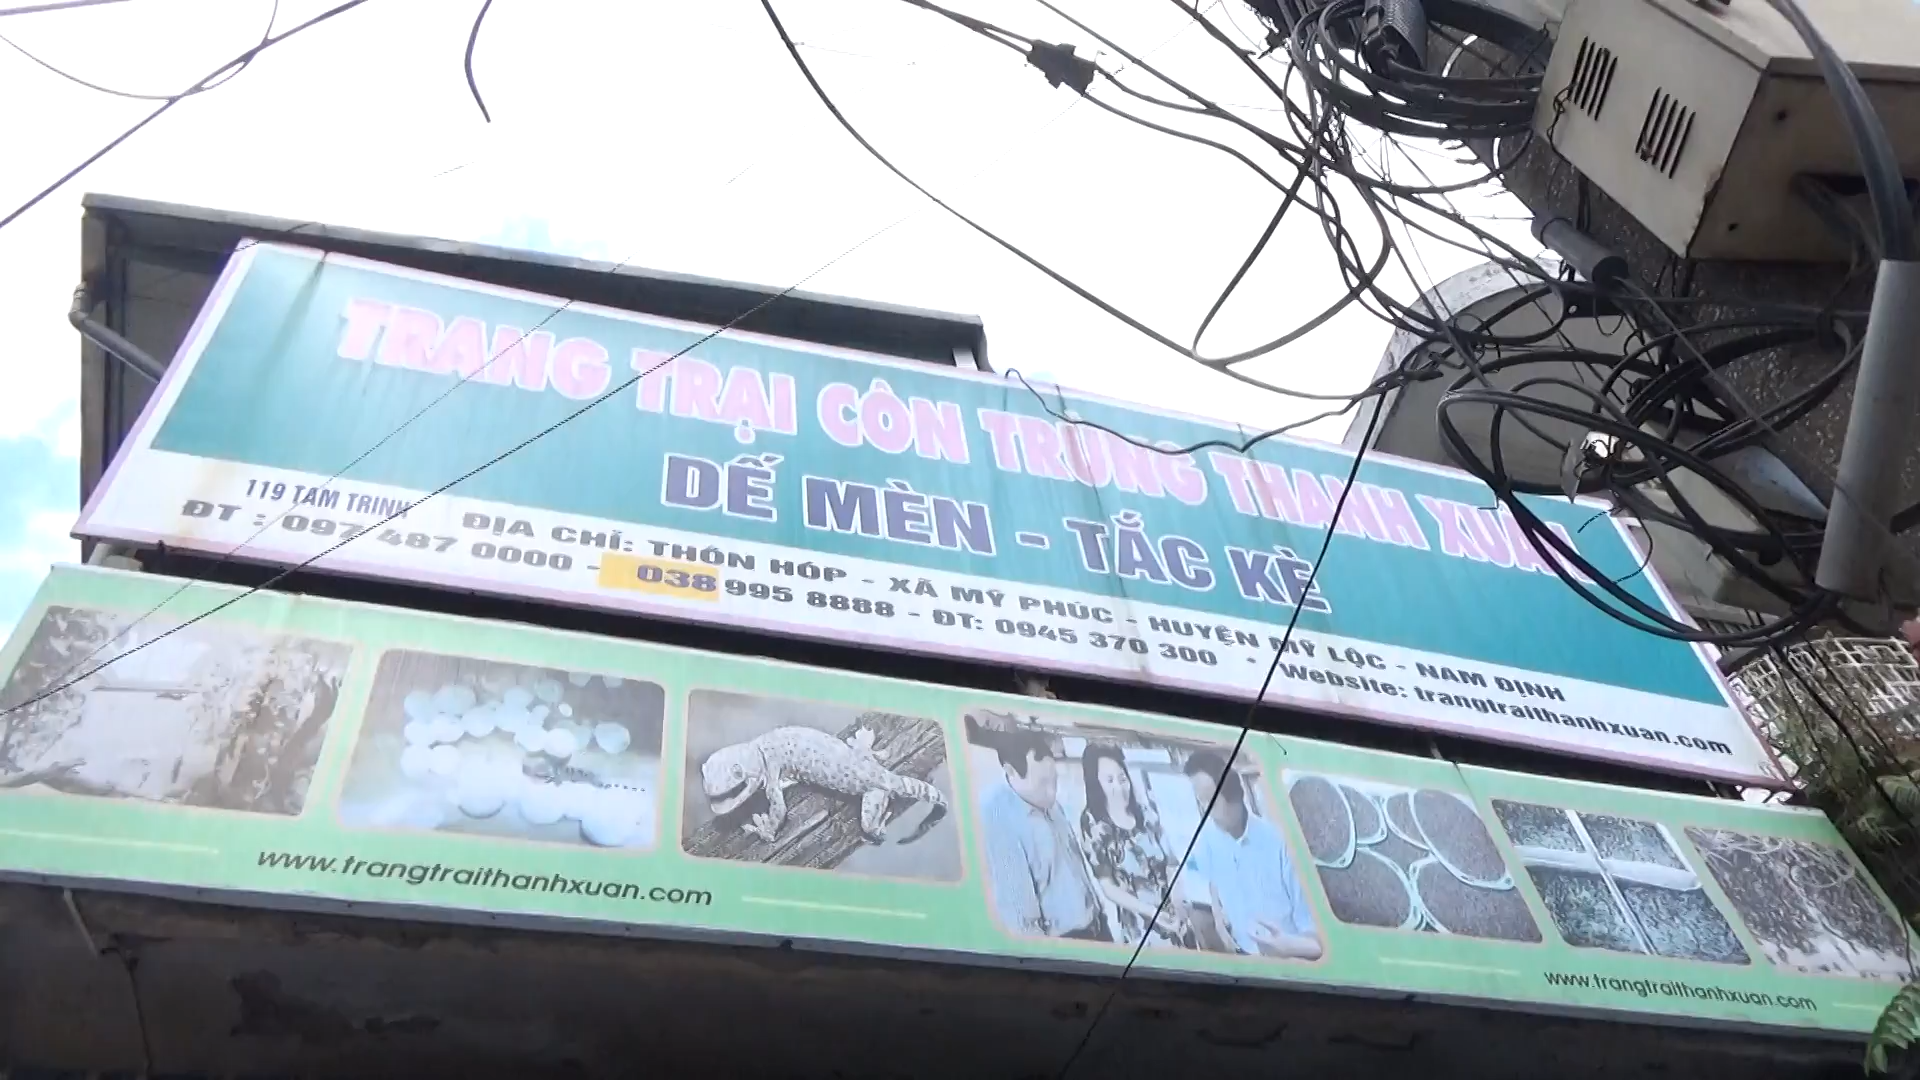 TRANG TRẠI CÔN TRÙNG THANH XUÂN
DẾ MÈN - TẮC KÈ
119 TAM TRINH
ĐỊA CHỈ: THÔN HÓP - XÃ MỸ PHÚC - HUYỆN MỸ LỘC - NAM ĐỊNH
ĐT : 097 487 0000 - 038 995 8888 - ĐT: 0945 370 300 • Website: trangtraithanhxuan.com
www.trangtraithanhxuan.com
www.trangtraithanhxuan.com